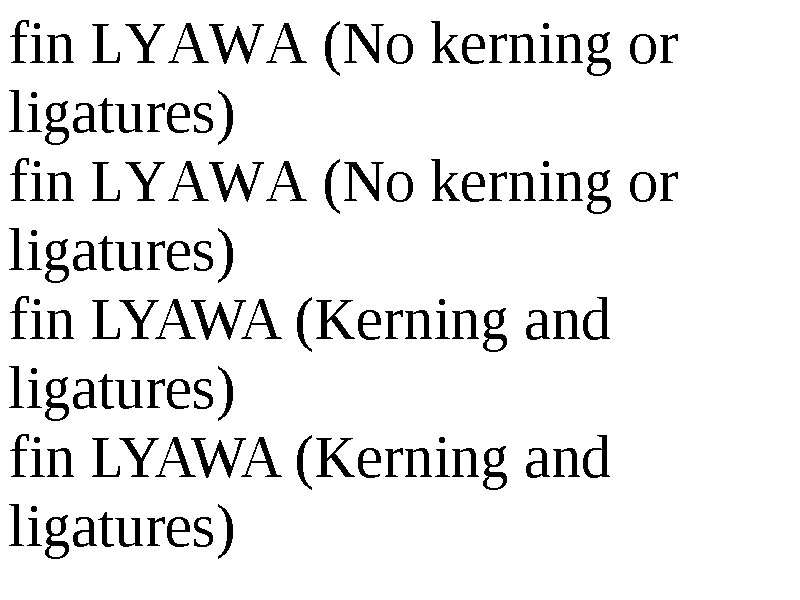 fin LYAWA (No kerning or
ligatures)
fin LYAWA (No kerning or
ligatures)
fin LYAWA (Kerning and
ligatures)
fin LYAWA (Kerning and
ligatures)